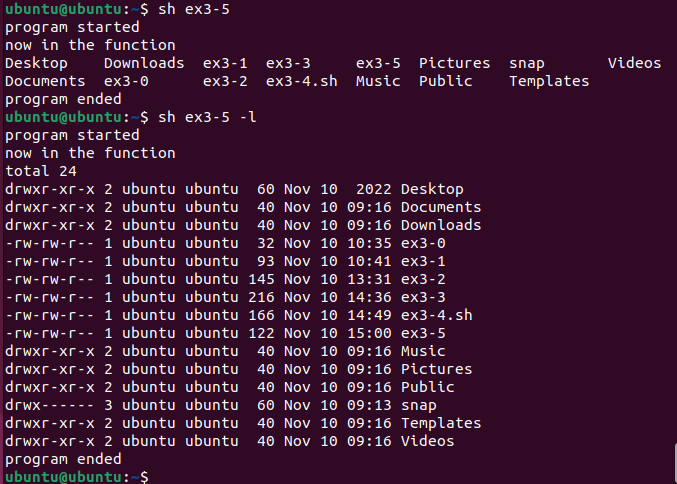 ubuntu@ubuntu:~$ sh ex3-5
program started
now in the function
Desktop    Downloads  ex3-1  ex3-3     ex3-5  Pictures  snap       Videos
Documents  ex3-0      ex3-2  ex3-4.sh  Music  Public    Templates
program ended
ubuntu@ubuntu:~$ sh ex3-5 -l
program started
now in the function
total 24
drwxr-xr-x 2 ubuntu ubuntu  60 Nov 10  2022 Desktop
drwxr-xr-x 2 ubuntu ubuntu  40 Nov 10 09:16 Documents
drwxr-xr-x 2 ubuntu ubuntu  40 Nov 10 09:16 Downloads
-rw-rw-r-- 1 ubuntu ubuntu  32 Nov 10 10:35 ex3-0
-rw-rw-r-- 1 ubuntu ubuntu  93 Nov 10 10:41 ex3-1
-rw-rw-r-- 1 ubuntu ubuntu 145 Nov 10 13:31 ex3-2
-rw-rw-r-- 1 ubuntu ubuntu 216 Nov 10 14:36 ex3-3
-rw-rw-r-- 1 ubuntu ubuntu 166 Nov 10 14:49 ex3-4.sh
-rw-rw-r-- 1 ubuntu ubuntu 122 Nov 10 15:00 ex3-5
drwxr-xr-x 2 ubuntu ubuntu  40 Nov 10 09:16 Music
drwxr-xr-x 2 ubuntu ubuntu  40 Nov 10 09:16 Pictures
drwxr-xr-x 2 ubuntu ubuntu  40 Nov 10 09:16 Public
drwx------ 3 ubuntu ubuntu  60 Nov 10 09:13 snap
drwxr-xr-x 2 ubuntu ubuntu  40 Nov 10 09:16 Templates
drwxr-xr-x 2 ubuntu ubuntu  40 Nov 10 09:16 Videos
program ended
ubuntu@ubuntu:~$